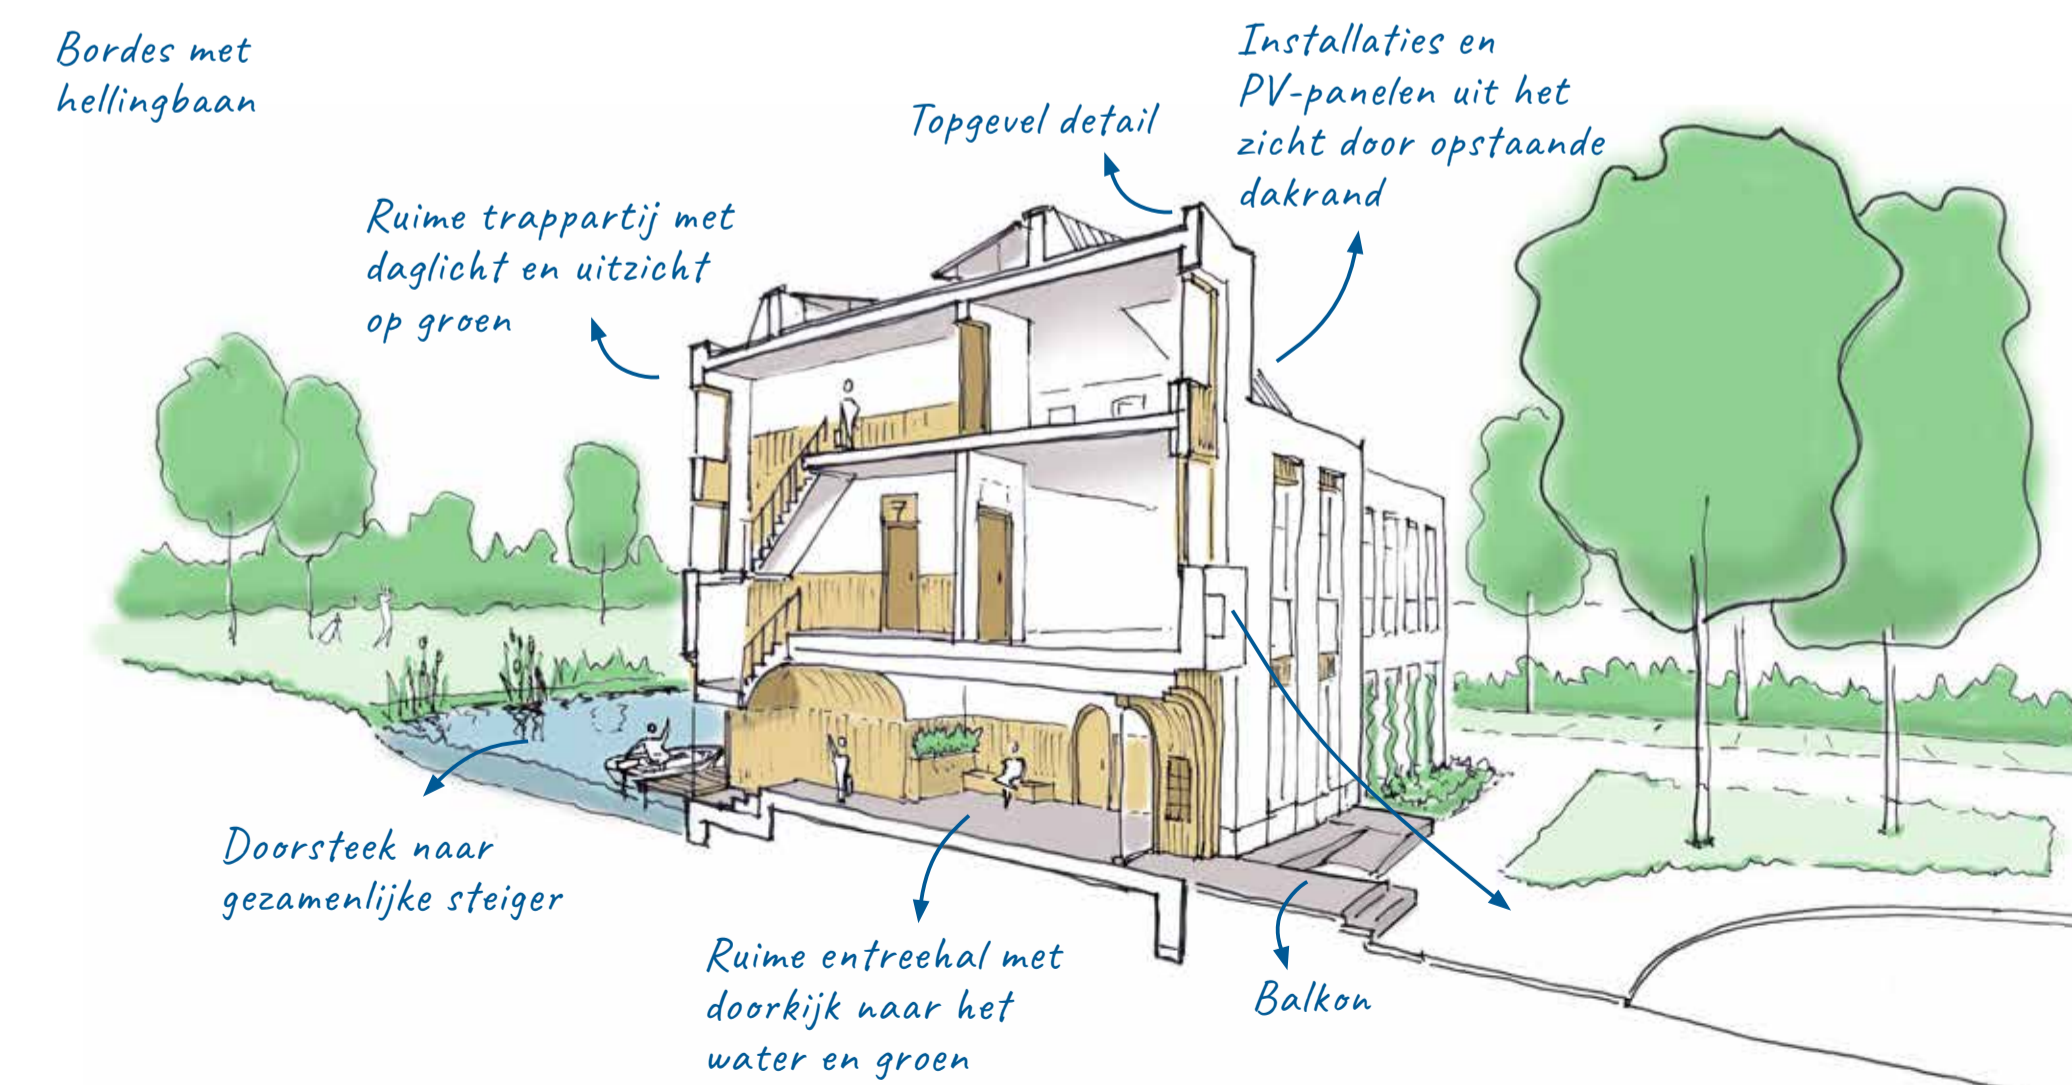 Bordes met
hellingbaan
Installaties en
PV-panelen uit het
zicht door opstaande
dakrand
Topgevel detail
Ruime trappartij met
daglicht en uitzicht
op groen
7
Doorsteek naar
gezamenlijke steiger
Ruime entreehal met
doorkijk naar het
water en groen
Balkon